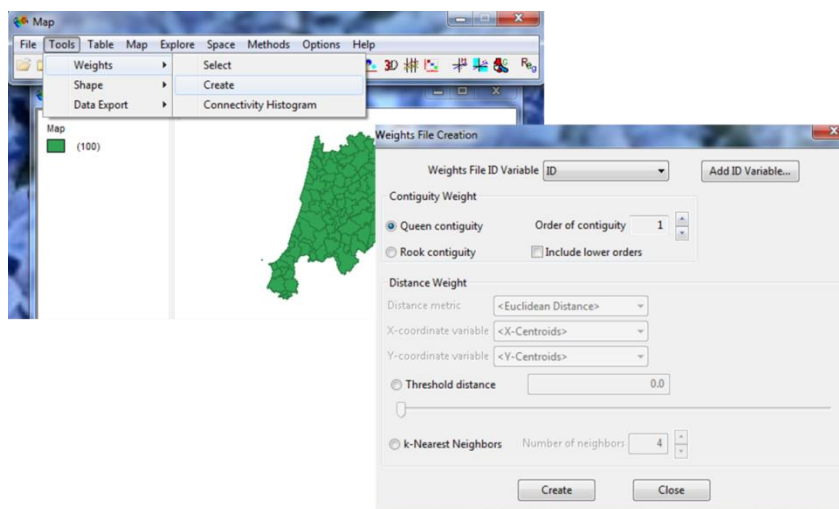 Map
File Tools Table Map Explore Space Methods Options Help
Weights Select
3D Reg
Shape Create
Data Export Connectivity Histogram
Map
(100)
Weights File Creation
Weights File ID Variable ID Add ID Variable...
Contiguity Weight
Queen contiguity Order of contiguity 1
Rook contiguity Include lower orders
Distance Weight
Distance metric <Euclidean Distance>
X-coordinate variable <X-Centroids>
Y-coordinate variable <Y-Centroids>
Threshold distance 0.0
k-Nearest Neighbors Number of neighbors 4
Create Close